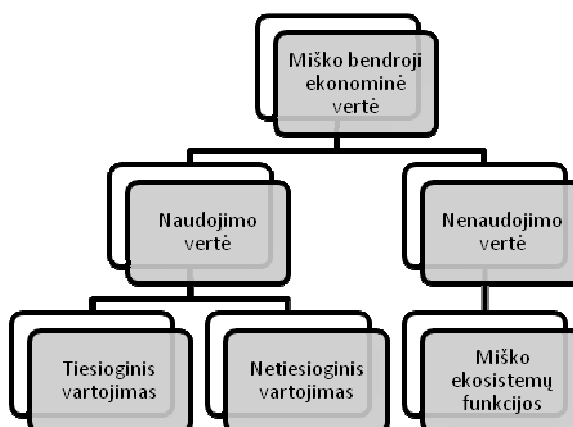 Miško bendroji
ekonominė
vertė
Naudojimo
vertė
Nenaudojimo
vertė
Tiesioginis
vartojimas
Netiesioginis
vartojimas
Miško
ekosistemų
funkcijos